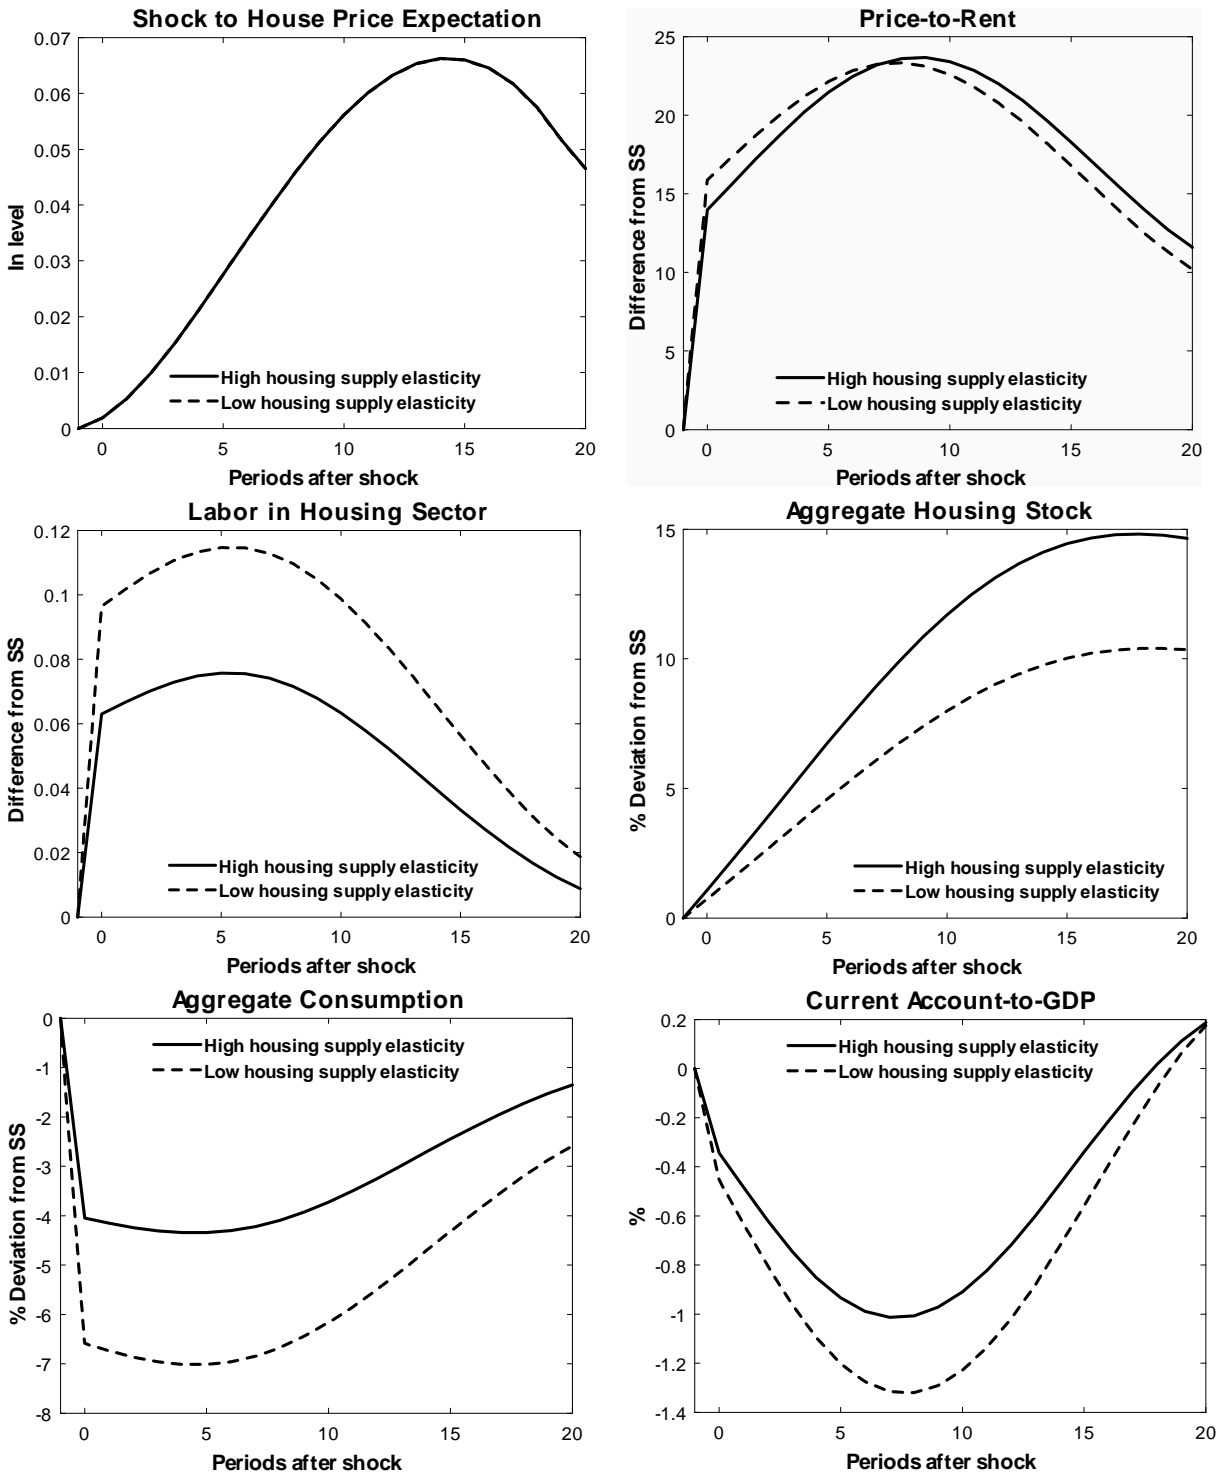 Shock to House Price Expectation
0.07
0.06
0.05
0.04
0.03
0.02
0.01
0
In level
High housing supply elasticity
Low housing supply elasticity
0 5 10 15 20
Periods after shock
Price-to-Rent
25
20
15
10
5
0
Difference from SS
High housing supply elasticity
Low housing supply elasticity
0 5 10 15 20
Periods after shock
Labor in Housing Sector
0.12
0.1
0.08
0.06
0.04
0.02
0
Difference from SS
High housing supply elasticity
Low housing supply elasticity
0 5 10 15 20
Periods after shock
Aggregate Housing Stock
15
10
5
0
% Deviation from SS
High housing supply elasticity
Low housing supply elasticity
0 5 10 15 20
Periods after shock
Aggregate Consumption
0
-1
-2
-3
-4
-5
-6
-7
-8
% Deviation from SS
High housing supply elasticity
Low housing supply elasticity
0 5 10 15 20
Periods after shock
Current Account-to-GDP
0.2
0
-0.2
-0.4
-0.6
-0.8
-1
-1.2
-1.4
%
High housing supply elasticity
Low housing supply elasticity
0 5 10 15 20
Periods after shock